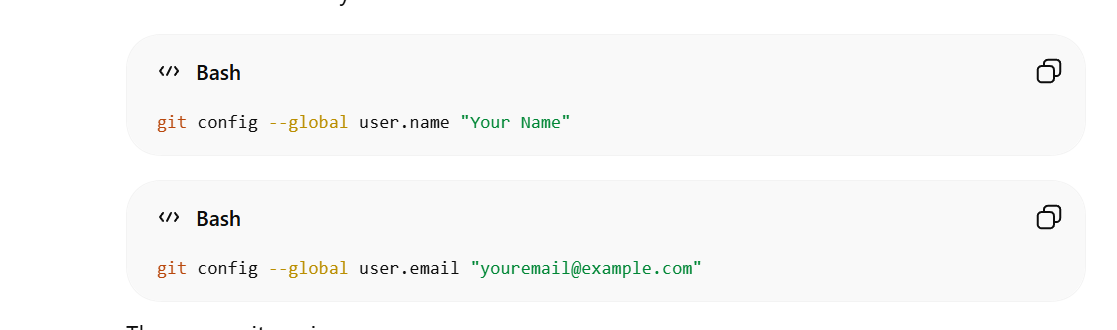 Bash
git config --global user.name "Your Name"
Bash
git config --global user.email "youremail@example.com"